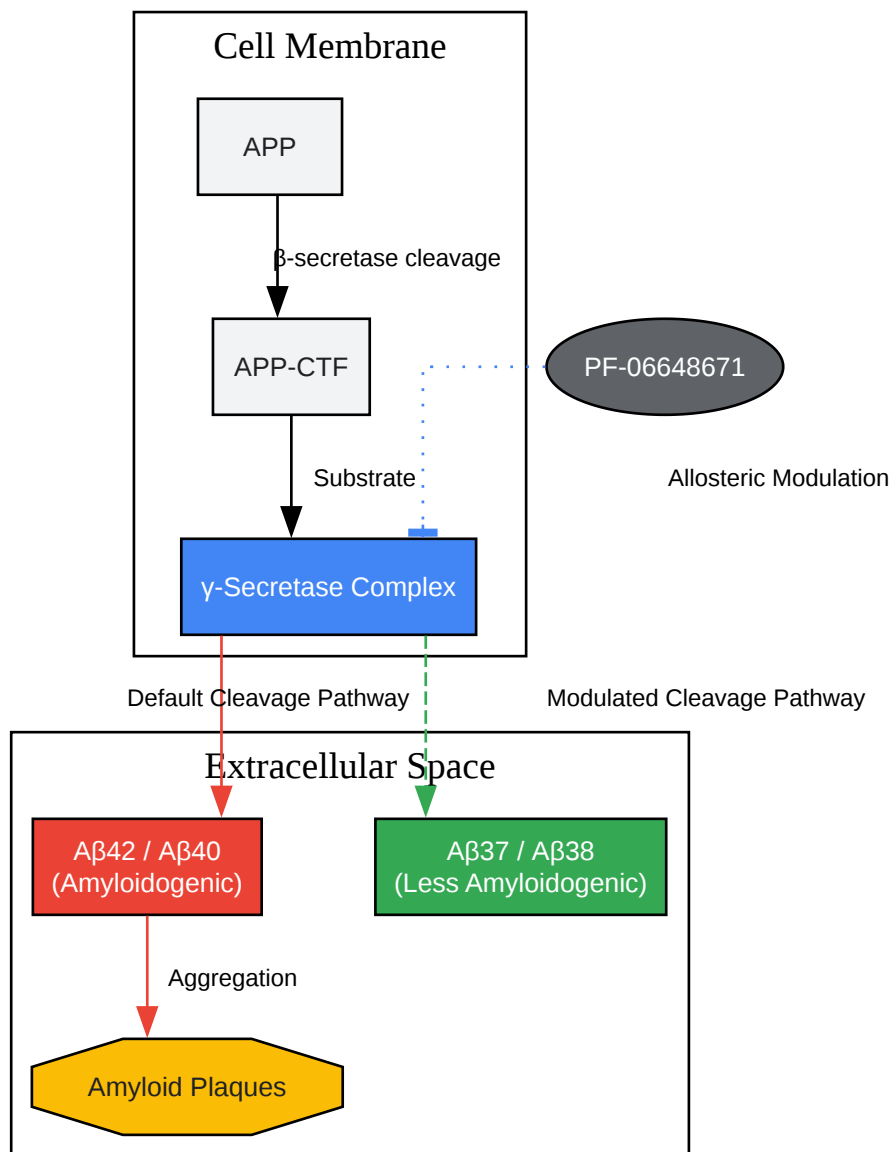 Cell Membrane
APP
β-secretase cleavage
APP-CTF
PF-06648671
Substrate
Allosteric Modulation
γ-Secretase Complex
Default Cleavage Pathway
Modulated Cleavage Pathway
Extracellular Space
Aβ42 / Aβ40
(Amyloidogenic)
Aβ37 / Aβ38
(Less Amyloidogenic)
Aggregation
Amyloid Plaques